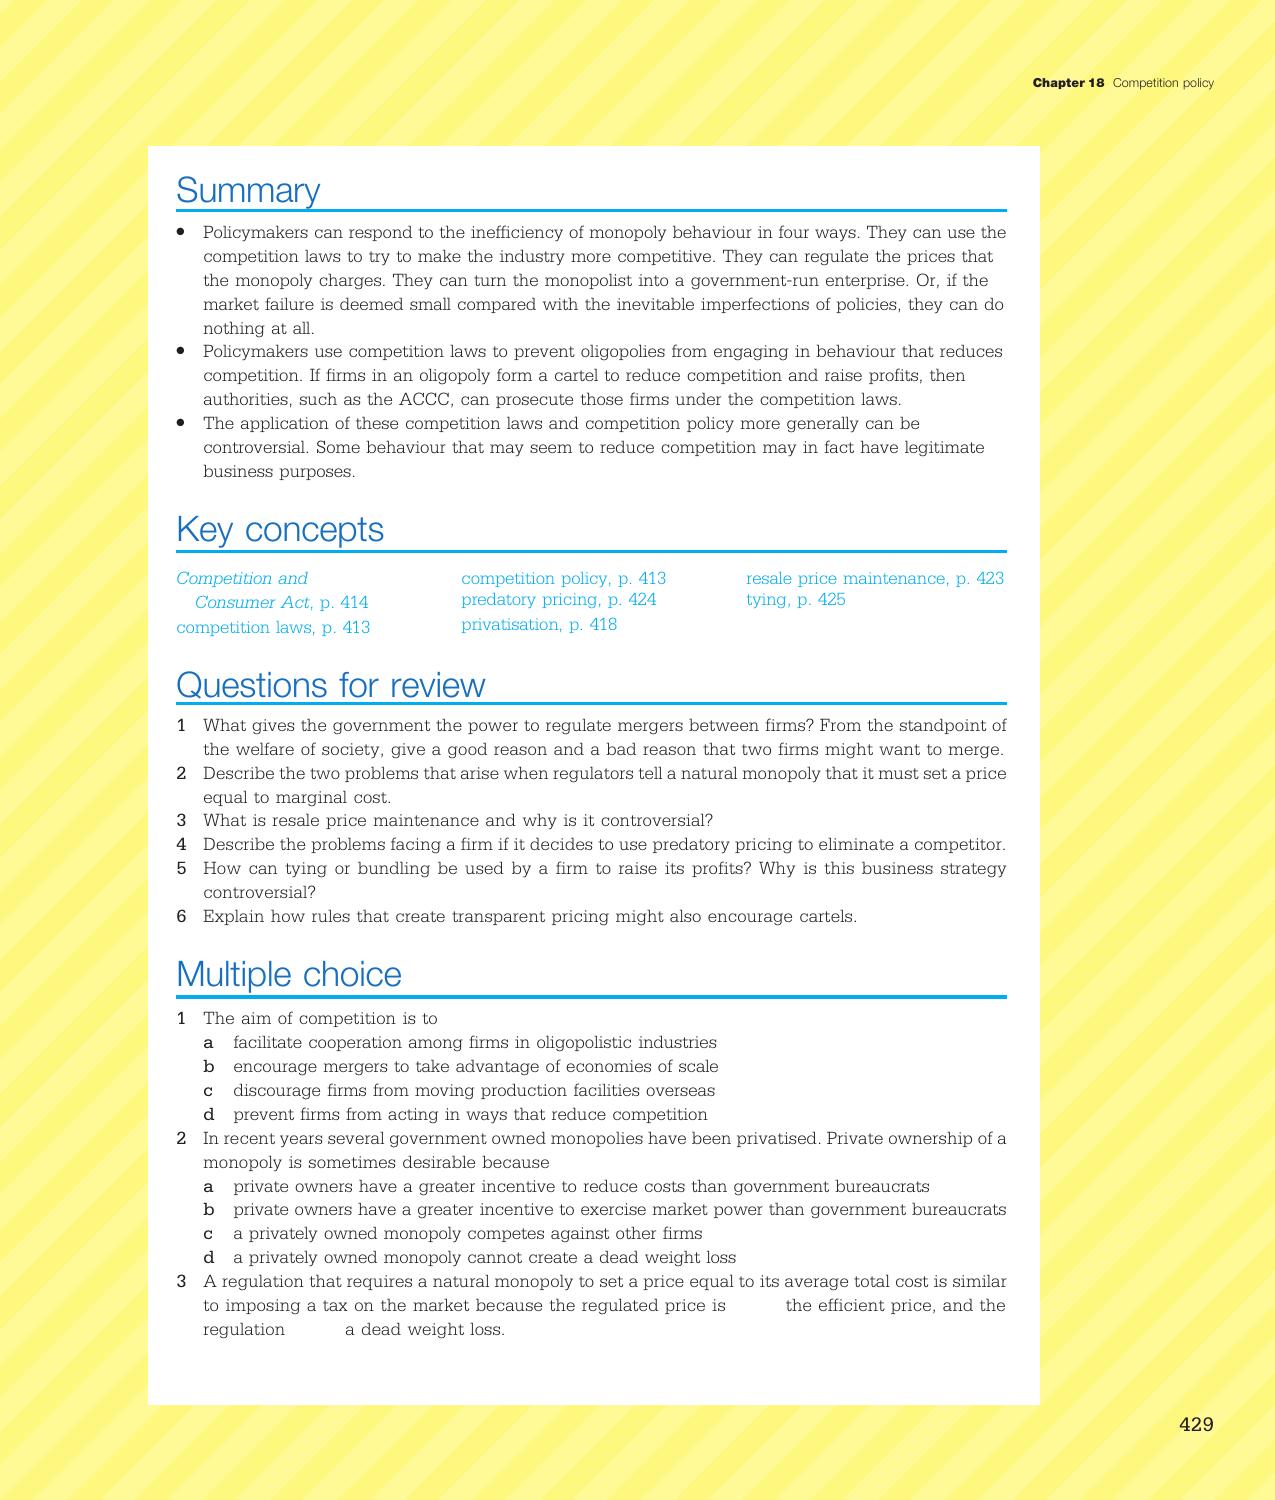 Chapter 18 Competition policy
Summary
• Policymakers can respond to the inefficiency of monopoly behaviour in four ways. They can use the
competition laws to try to make the industry more competitive. They can regulate the prices that
the monopoly charges. They can turn the monopolist into a government-run enterprise. Or, if the
market failure is deemed small compared with the inevitable imperfections of policies, they can do
nothing at all.
• Policymakers use competition laws to prevent oligopolies from engaging in behaviour that reduces
competition. If firms in an oligopoly form a cartel to reduce competition and raise profits, then
authorities, such as the ACCC, can prosecute those firms under the competition laws.
• The application of these competition laws and competition policy more generally can be
controversial. Some behaviour that may seem to reduce competition may in fact have legitimate
business purposes.
Key concepts
Competition and
Consumer Act, p. 414
competition laws, p. 413
competition policy, p. 413
predatory pricing, p. 424
privatisation, p. 418
resale price maintenance, p. 423
tying, p. 425
Questions for review
1 What gives the government the power to regulate mergers between firms? From the standpoint of
the welfare of society, give a good reason and a bad reason that two firms might want to merge.
2 Describe the two problems that arise when regulators tell a natural monopoly that it must set a price
equal to marginal cost.
3 What is resale price maintenance and why is it controversial?
4 Describe the problems facing a firm if it decides to use predatory pricing to eliminate a competitor.
5 How can tying or bundling be used by a firm to raise its profits? Why is this business strategy
controversial?
6 Explain how rules that create transparent pricing might also encourage cartels.
Multiple choice
1 The aim of competition is to
a facilitate cooperation among firms in oligopolistic industries
b encourage mergers to take advantage of economies of scale
c discourage firms from moving production facilities overseas
d prevent firms from acting in ways that reduce competition
2 In recent years several government owned monopolies have been privatised. Private ownership of a
monopoly is sometimes desirable because
a private owners have a greater incentive to reduce costs than government bureaucrats
b private owners have a greater incentive to exercise market power than government bureaucrats
c a privately owned monopoly competes against other firms
d a privately owned monopoly cannot create a dead weight loss
3 A regulation that requires a natural monopoly to set a price equal to its average total cost is similar
to imposing a tax on the market because the regulated price is the efficient price, and the
regulation a dead weight loss.
429